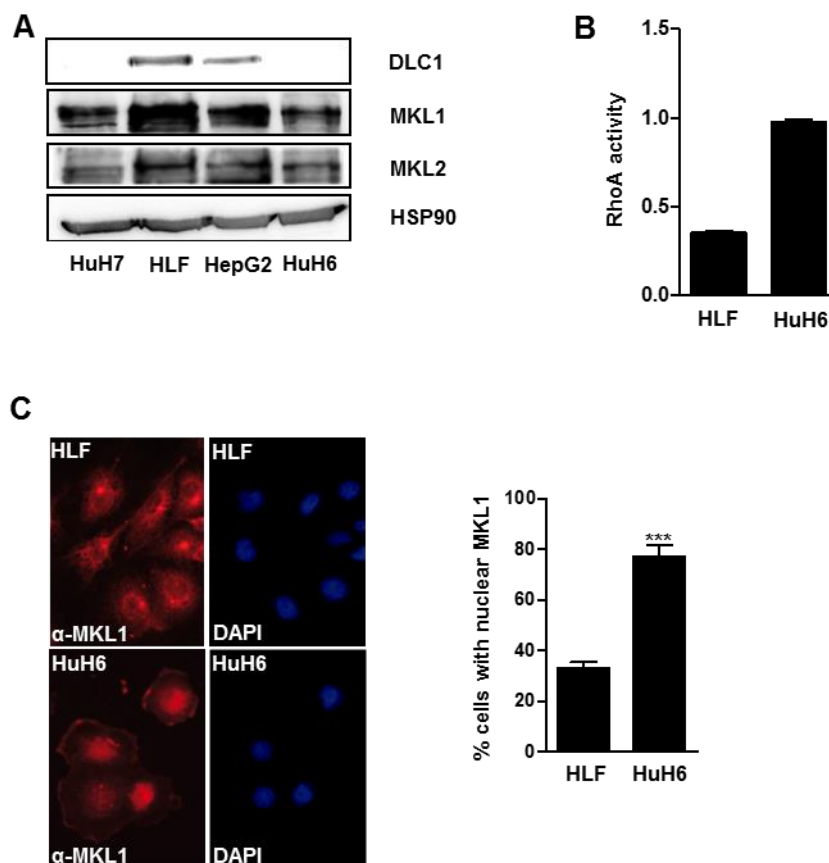 A
DLC1
MKL1
MKL2
HSP90
HuH7 HLF HepG2 HuH6
B
RhoA activity
1.5
1.0
0.5
0.0
HLF HuH6
C
HLF HLF
α-MKL1 DAPI
HuH6 HuH6
α-MKL1 DAPI
% cells with nuclear MKL1
100
80
60
40
20
0
***
HLF HuH6